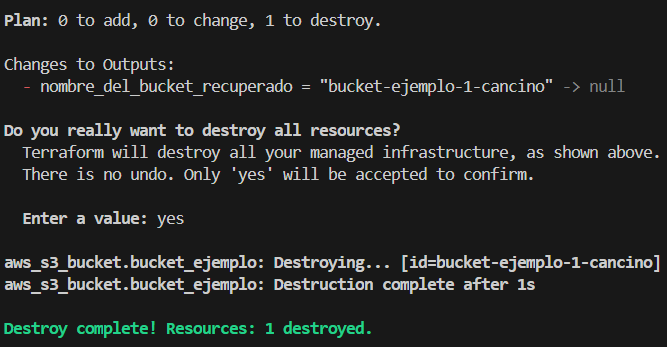 Plan: 0 to add, 0 to change, 1 to destroy.
Changes to Outputs:
- nombre_del_bucket_recuperado = "bucket-ejemplo-1-cancino" -> null
Do you really want to destroy all resources?
Terraform will destroy all your managed infrastructure, as shown above.
There is no undo. Only 'yes' will be accepted to confirm.
Enter a value: yes
aws_s3_bucket.bucket_ejemplo: Destroying... [id=bucket-ejemplo-1-cancino]
aws_s3_bucket.bucket_ejemplo: Destruction complete after 1s
Destroy complete! Resources: 1 destroyed.